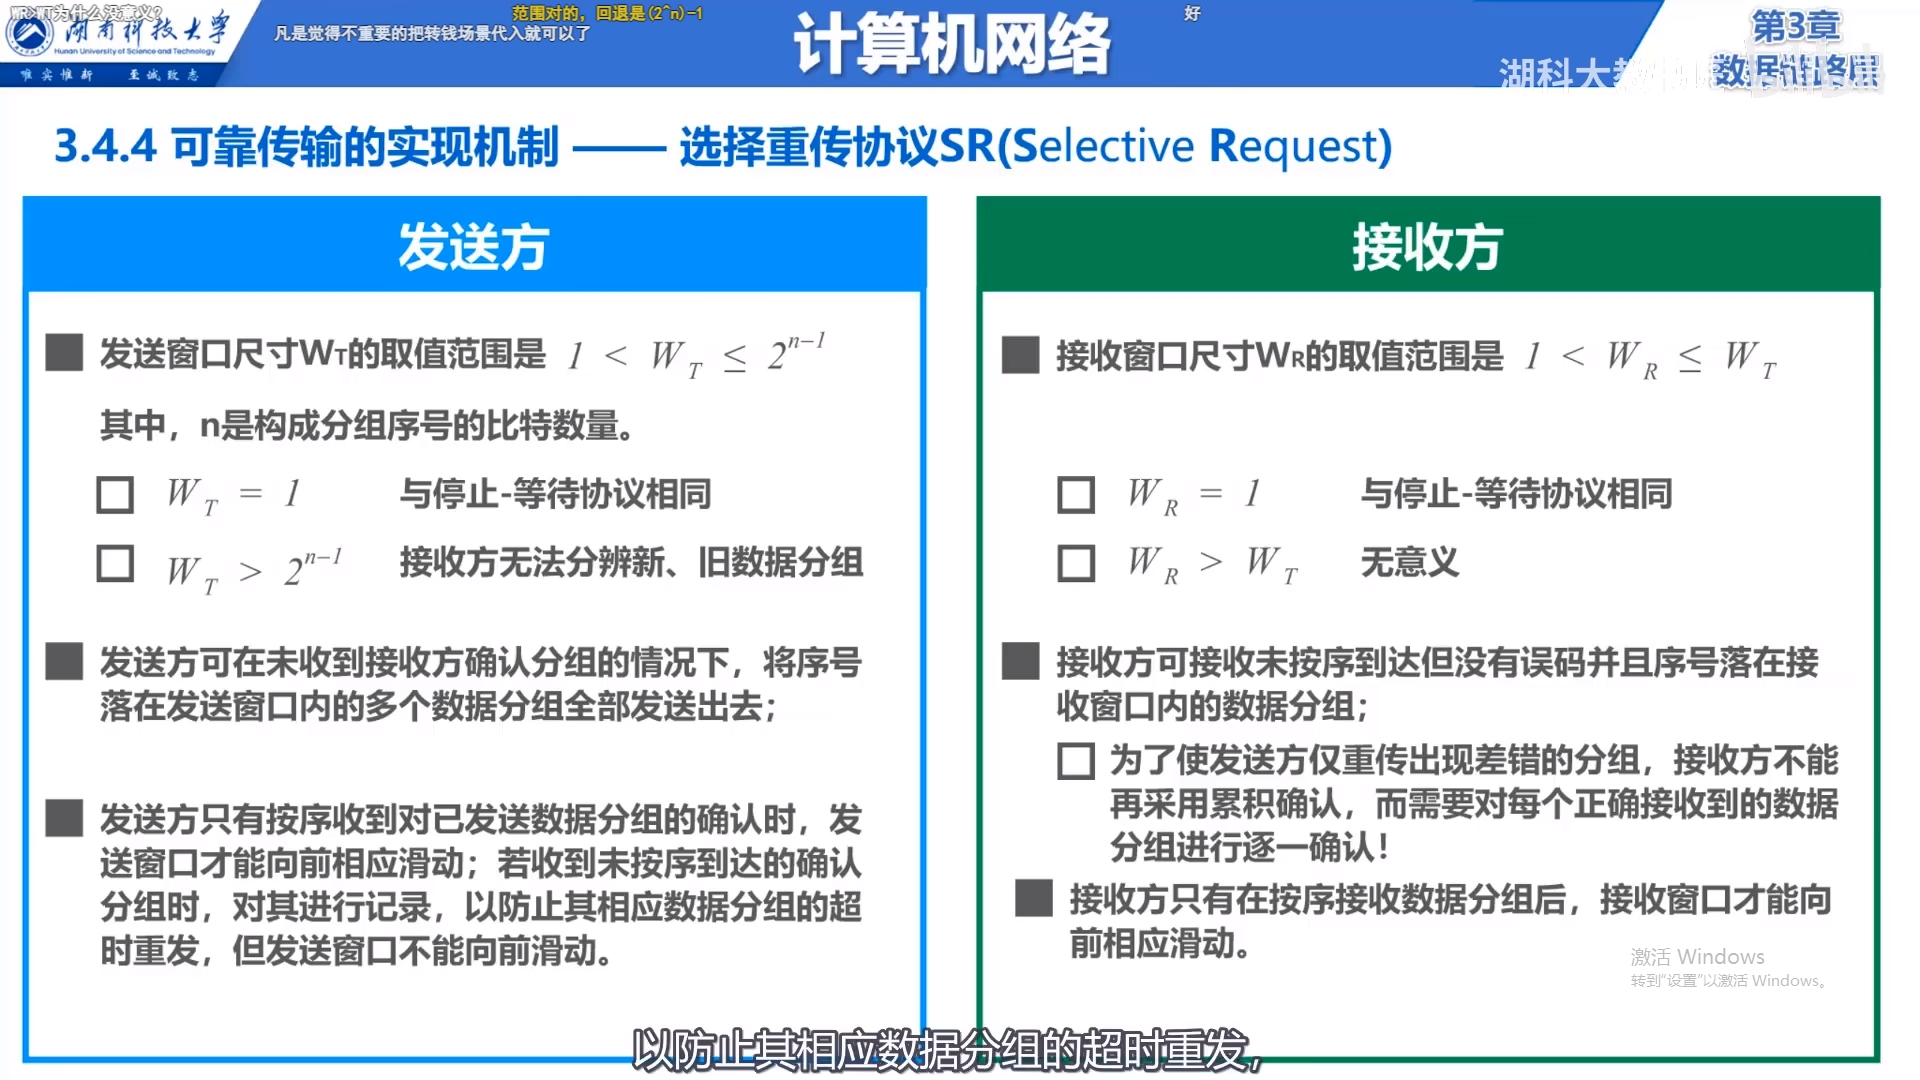 WR>WT为什么没意义?
范围对的，回退是(2^n)-1
好
凡是觉得不重要的把转钱场景代入就可以了
湖南科技大学
Hunan University of Science and Technology
唯实惟新 至诚致志
计算机网络
第3章
数据链路层
湖科大教
3.4.4 可靠传输的实现机制 —— 选择重传协议SR(Selective Request)
发送方
发送窗口尺寸WT的取值范围是 1 < W_T ≤ 2^{n-1}
其中，n是构成分组序号的比特数量。
W_T = 1 与停止-等待协议相同
W_T > 2^{n-1} 接收方无法分辨新、旧数据分组
发送方可在未收到接收方确认分组的情况下，将序号
落在发送窗口内的多个数据分组全部发送出去；
发送方只有按序收到对已发送数据分组的确认时，发
送窗口才能向前相应滑动；若收到未按序到达的确认
分组时，对其进行记录，以防止其相应数据分组的超
时重发，但发送窗口不能向前滑动。
接收方
接收窗口尺寸WR的取值范围是 1 < W_R ≤ W_T
W_R = 1 与停止-等待协议相同
W_R > W_T 无意义
接收方可接收未按序到达但没有误码并且序号落在接
收窗口内的数据分组；
为了使发送方仅重传出现差错的分组，接收方不能
再采用累积确认，而需要对每个正确接收到的数据
分组进行逐一确认！
接收方只有在按序接收数据分组后，接收窗口才能向
前相应滑动。
激活 Windows
转到“设置”以激活 Windows。
以防止其相应数据分组的超时重发，